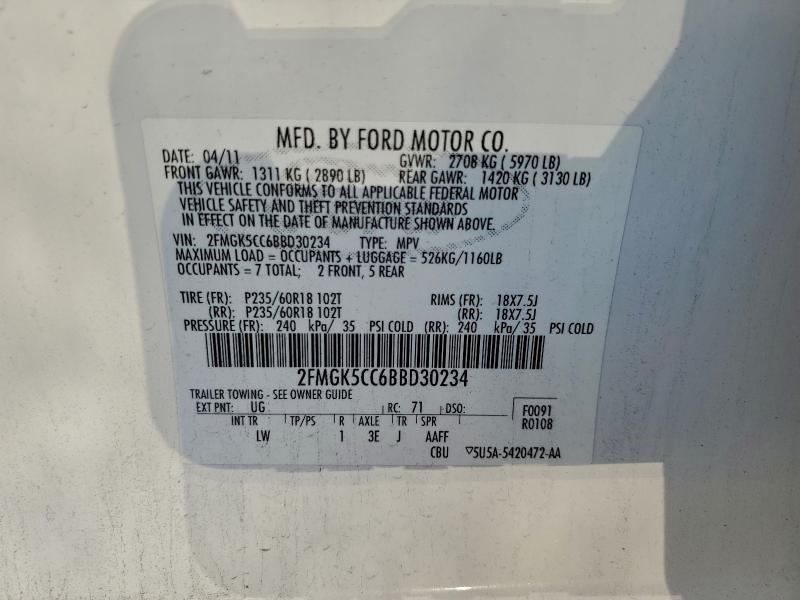 MFD. BY FORD MOTOR CO.
DATE: 04/11 GVWR: 2708 KG ( 5970 LB)
FRONT GAWR: 1311 KG ( 2890 LB) REAR GAWR: 1420 KG ( 3130 LB)
THIS VEHICLE CONFORMS TO ALL APPLICABLE FEDERAL MOTOR
VEHICLE SAFETY AND THEFT PREVENTION STANDARDS
IN EFFECT ON THE DATE OF MANUFACTURE SHOWN ABOVE.
VIN: 2FMGK5CC6BBD30234 TYPE: MPV
MAXIMUM LOAD = OCCUPANTS + LUGGAGE = 526KG/1160LB
OCCUPANTS = 7 TOTAL; 2 FRONT, 5 REAR
TIRE (FR): P235/60R18 102T RIMS (FR): 18X7.5J
(RR): P235/60R18 102T (RR): 18X7.5J
PRESSURE (FR): 240 kPa/ 35 PSI COLD (RR): 240 kPa/ 35 PSI COLD
2FMGK5CC6BBD30234
TRAILER TOWING - SEE OWNER GUIDE
EXT PNT: UG RC: 71 DSO: F0091
INT TR TP/PS R AXLE TR SPR R0108
LW 1 3E J AAFF
CBU ▽5U5A-5420472-AA